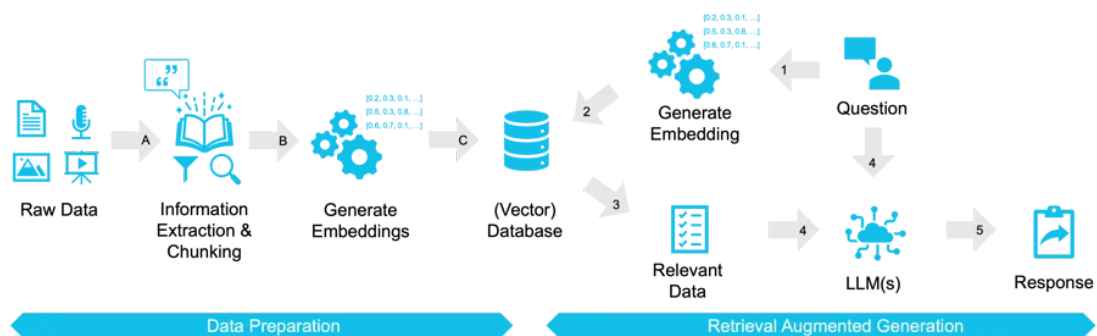 [0.2, 0.3, 0.1, ...]
[0.5, 0.3, 0.8, ...]
[0.6, 0.7, 0.1, ...]
1
Generate
Embedding
Question
2
[0.2, 0.3, 0.1, ...]
[0.5, 0.3, 0.8, ...]
[0.6, 0.7, 0.1, ...]
A
B
C
4
Raw Data
Information
Extraction &
Chunking
Generate
Embeddings
(Vector)
Database
3
4
5
Relevant
Data
LLM(s)
Response
Data Preparation
Retrieval Augmented Generation